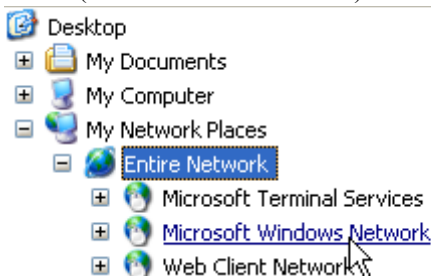 Desktop
My Documents
My Computer
My Network Places
Entire Network
Microsoft Terminal Services
Microsoft Windows Network
Web Client Network